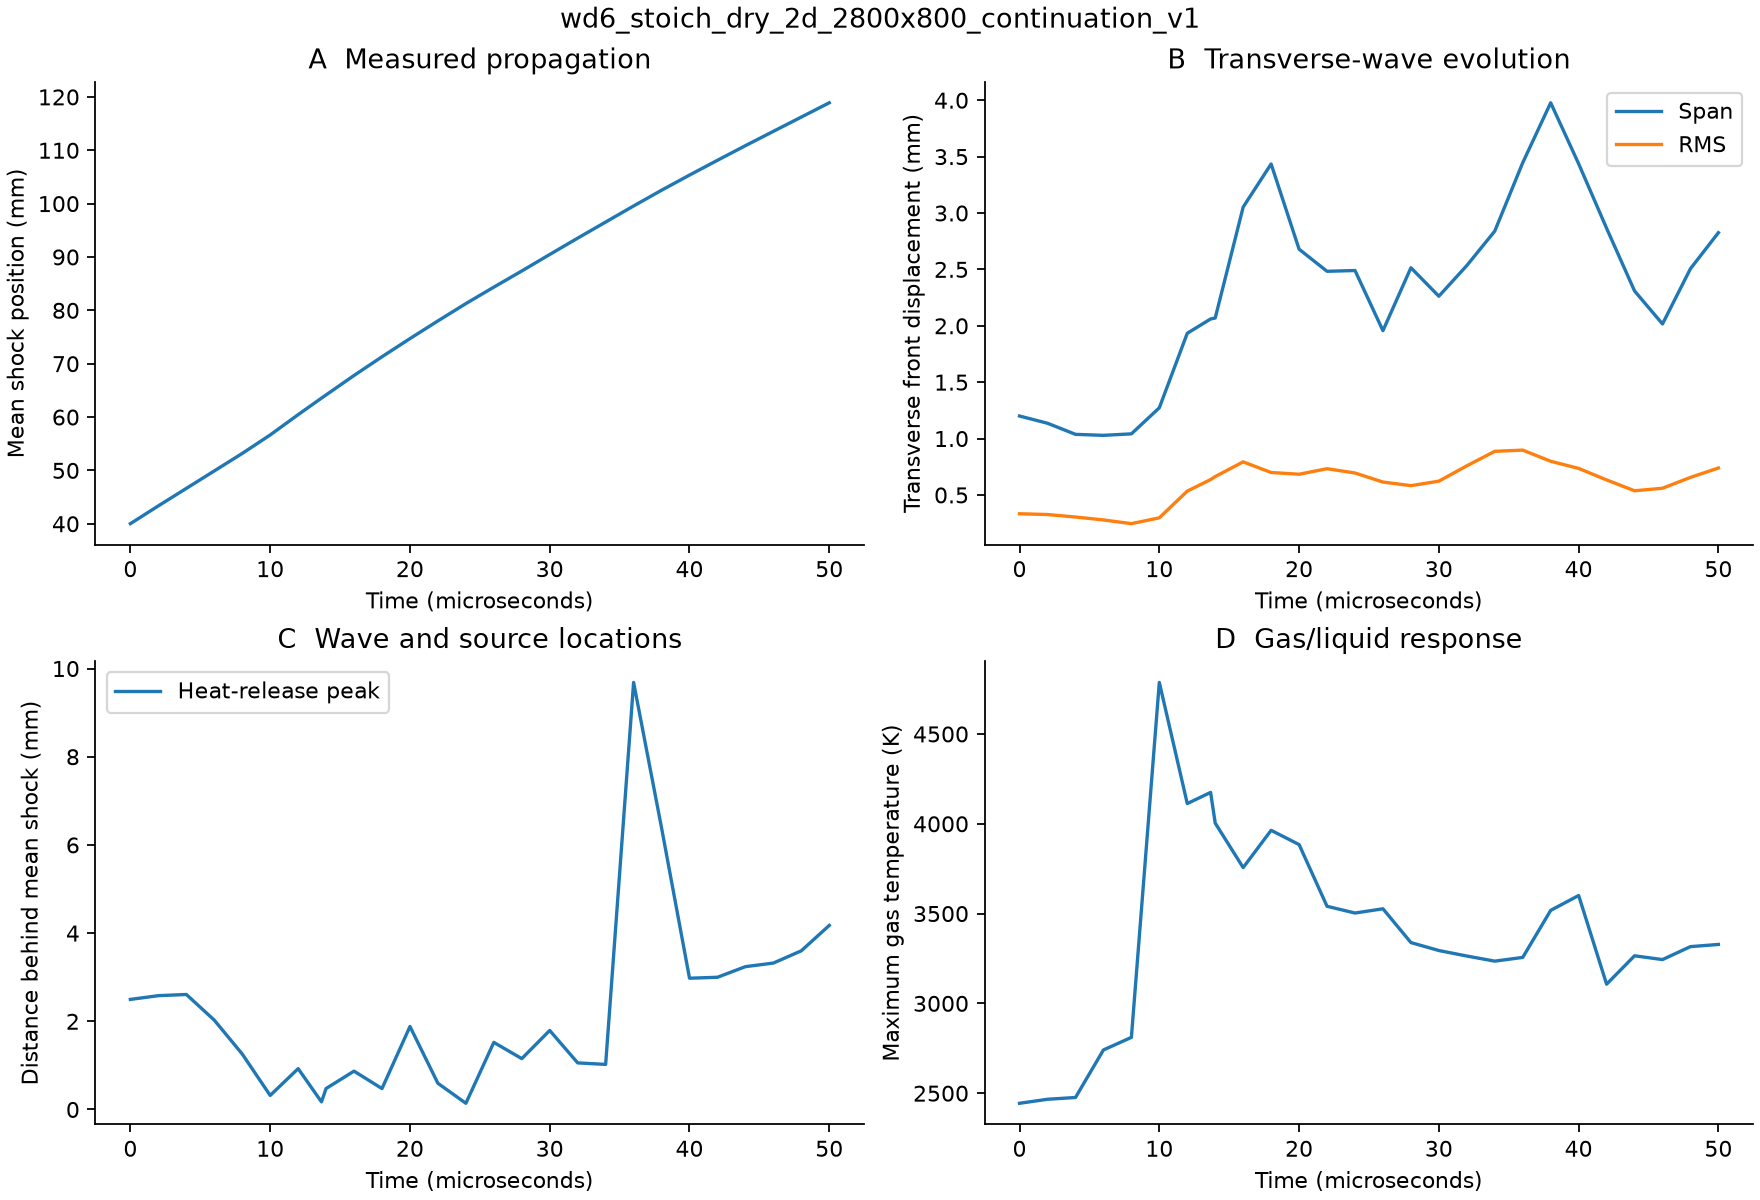 wd6_stoich_dry_2d_2800x800_continuation_v1
A  Measured propagation
Mean shock position (mm)
120
110
100
90
80
70
60
50
40
0 10 20 30 40 50
Time (microseconds)
B  Transverse-wave evolution
Transverse front displacement (mm)
4.0
3.5
3.0
2.5
2.0
1.5
1.0
0.5
Span
RMS
0 10 20 30 40 50
Time (microseconds)
C  Wave and source locations
Distance behind mean shock (mm)
10
8
6
4
2
0
Heat-release peak
0 10 20 30 40 50
Time (microseconds)
D  Gas/liquid response
Maximum gas temperature (K)
4500
4000
3500
3000
2500
0 10 20 30 40 50
Time (microseconds)